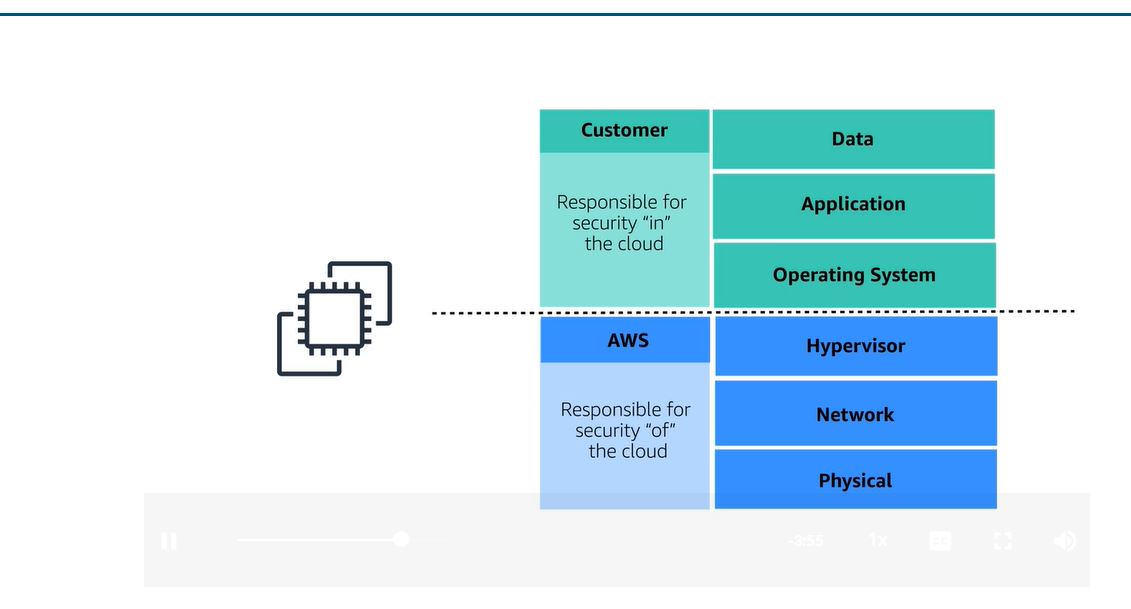 Customer
Responsible for
security “in”
the cloud
Data
Application
Operating System
AWS
Responsible for
security “of”
the cloud
Hypervisor
Network
Physical
-3:55
1x
CC